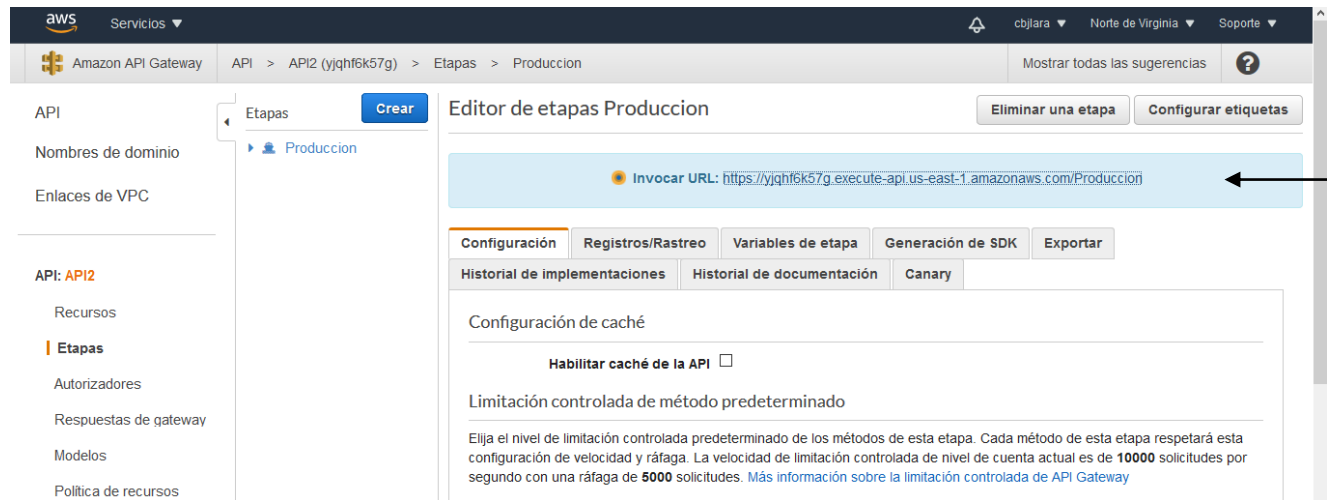 aws Servicios ▼ cbjlara ▼ Norte de Virginia ▼ Soporte ▼
Amazon API Gateway API > API2 (yjqhf6k57g) > Etapas > Produccion Mostrar todas las sugerencias ?
API
Nombres de dominio
Enlaces de VPC
API: API2
Recursos
Etapas
Autorizadores
Respuestas de gateway
Modelos
Política de recursos
Etapas Crear
Produccion
Editor de etapas Produccion Eliminar una etapa Configurar etiquetas
Invocar URL: https://yjqhf6k57g.execute-api.us-east-1.amazonaws.com/Produccion
Configuración Registros/Rastreo Variables de etapa Generación de SDK Exportar
Historial de implementaciones Historial de documentación Canary
Configuración de caché
Habilitar caché de la API
Limitación controlada de método predeterminado
Elija el nivel de limitación controlada predeterminado de los métodos de esta etapa. Cada método de esta etapa respetará esta
configuración de velocidad y ráfaga. La velocidad de limitación controlada de nivel de cuenta actual es de 10000 solicitudes por
segundo con una ráfaga de 5000 solicitudes. Más información sobre la limitación controlada de API Gateway